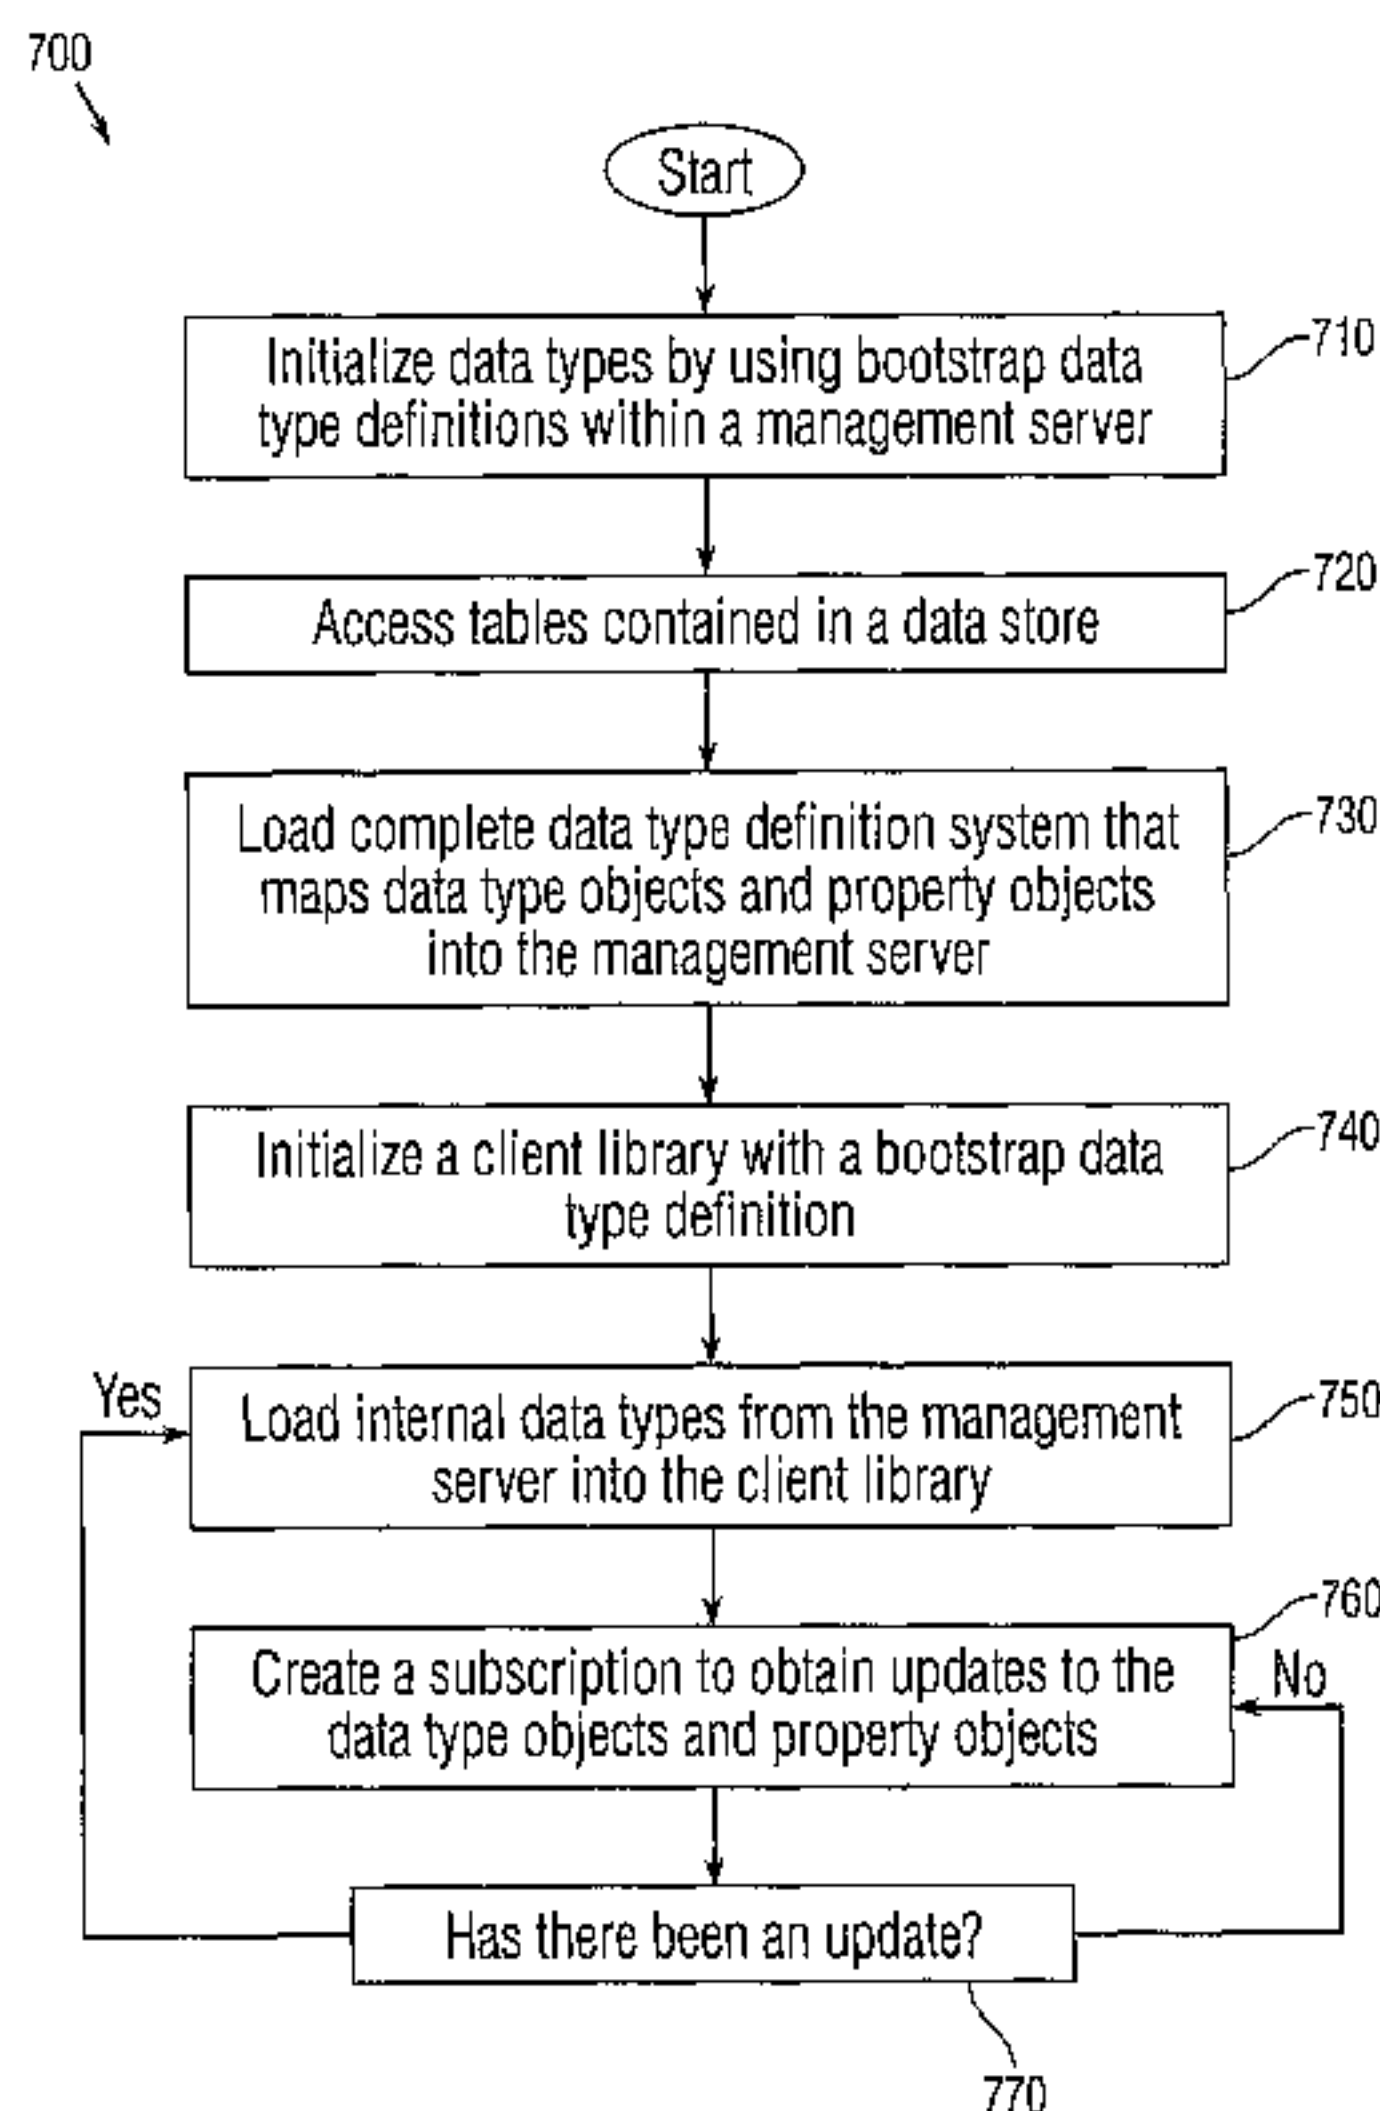 700
Start
Initialize data types by using bootstrap data
type definitions within a management server
710
Access tables contained in a data store
720
Load complete data type definition system that
maps data type objects and property objects
into the management server
730
Initialize a client library with a bootstrap data
type definition
740
Yes
Load internal data types from the management
server into the client library
750
Create a subscription to obtain updates to the
data type objects and property objects
760
No
Has there been an update?
770